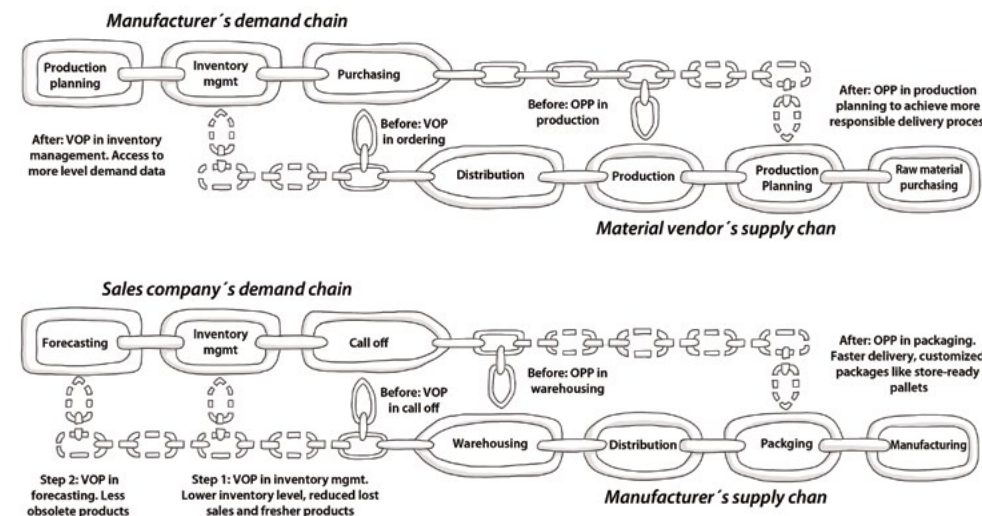 Manufacturer´s demand chain
Production
planning
Inventory
mgmt
Purchasing
After: VOP in inventory
management. Access to
more level demand data
Before: VOP
in ordering
Before: OPP in
production
After: OPP in production
planning to achieve more
responsible delivery proces
Distribution
Production
Production
Planning
Raw material
purchasing
Material vendor´s supply chan
Sales company´s demand chain
Forecasting
Inventory
mgmt
Call off
Before: VOP
in call off
Before: OPP in
warehousing
After: OPP in packaging.
Faster delivery, customized
packages like store-ready
pallets
Warehousing
Distribution
Packging
Manufacturing
Step 2: VOP in
forecasting. Less
obsolete products
Step 1: VOP in inventory mgmt.
Lower inventory level, reduced lost
sales and fresher products
Manufacturer´s supply chan